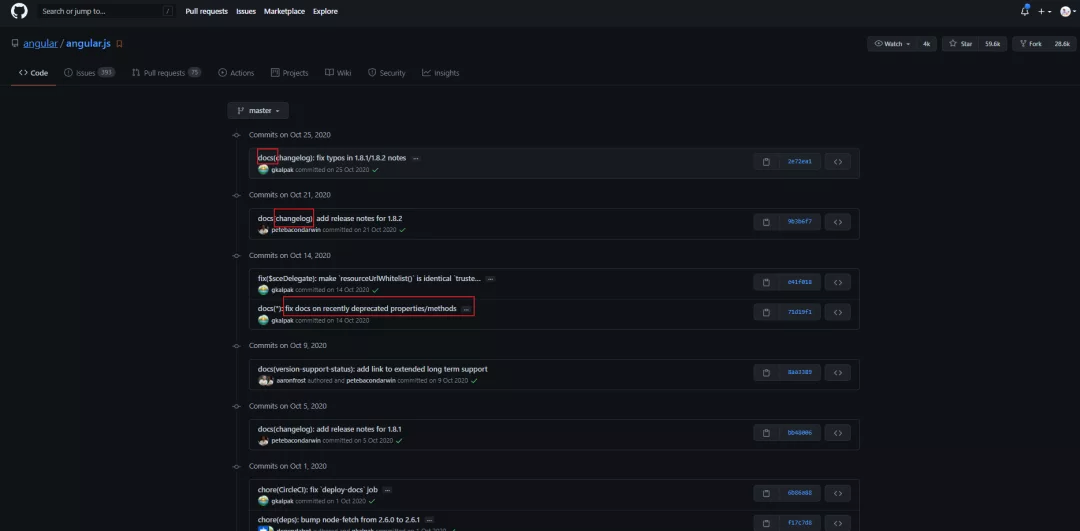 Search or jump to... /
Pull requests Issues Marketplace Explore
angular / angular.js
Watch 4k Star 59.6k Fork 28.6k
Code Issues 393 Pull requests 75 Actions Projects Wiki Security Insights
master
Commits on Oct 25, 2020
docs(changelog): fix typos in 1.8.1/1.8.2 notes ...
gkalpak committed on 25 Oct 2020
2e72ea1
Commits on Oct 21, 2020
docs(changelog): add release notes for 1.8.2
petebacondarwin committed on 21 Oct 2020
9b3b6f7
Commits on Oct 14, 2020
fix($sceDelegate): make `resourceUrlWhitelist()` is identical `truste...
gkalpak committed on 14 Oct 2020
e41f018
docs(*): fix docs on recently deprecated properties/methods ...
gkalpak committed on 14 Oct 2020
Commits on Oct 9, 2020
docs(version-support-status): add link to extended long term support
aaronfrost authored and petebacondarwin committed on 9 Oct 2020
Commits on Oct 5, 2020
docs(changelog): add release notes for 1.8.1
petebacondarwin committed on 5 Oct 2020
bb48006
Commits on Oct 1, 2020
chore(CircleCI): fix `deploy-docs` job ...
gkalpak committed on 1 Oct 2020
chore(deps): bump node-fetch from 2.6.0 to 2.6.1 ...
f17c7d8